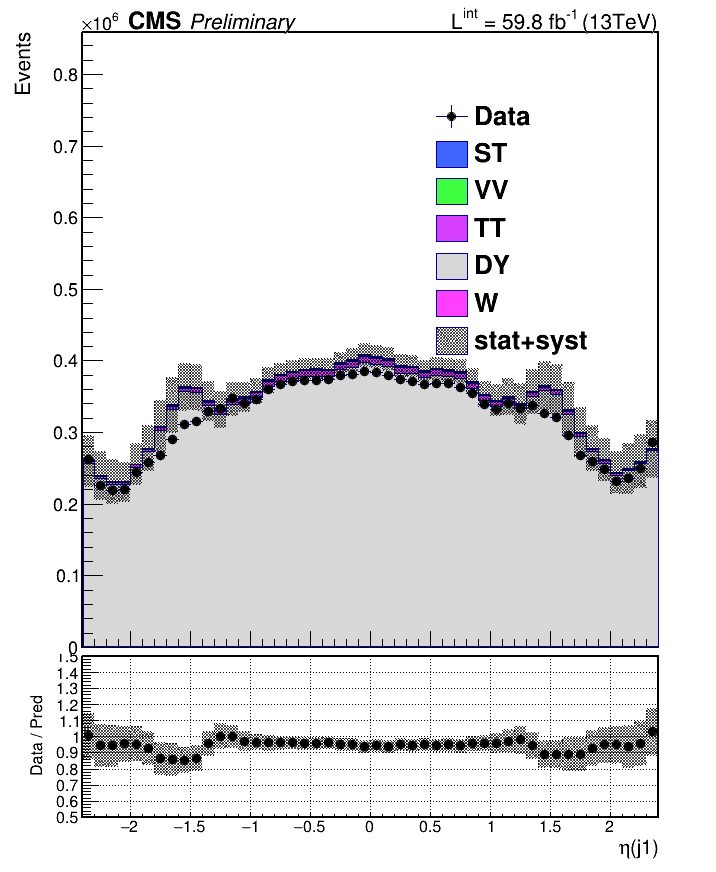 ×10⁶ CMS Preliminary L^int = 59.8 fb⁻¹ (13TeV)
Events
0.8
0.7
0.6
0.5
0.4
0.3
0.2
0.1
0
Data
ST
VV
TT
DY
W
stat+syst
Data / Pred
1.5
1.4
1.3
1.2
1.1
1
0.9
0.8
0.7
0.6
0.5
−2 −1.5 −1 −0.5 0 0.5 1 1.5 2
η(j1)